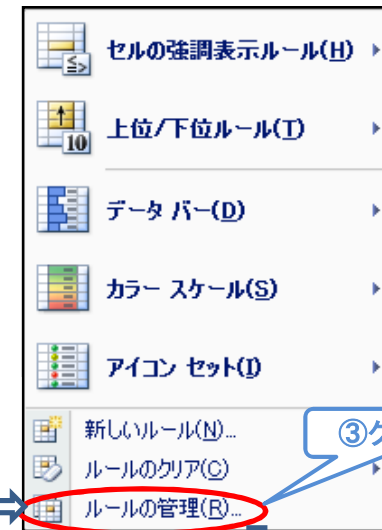 セルの強調表示ルール(H)
上位/下位ルール(T)
10
データ バー(D)
カラー スケール(S)
アイコン セット(I)
新しいルール(N)...
③ク
ルールのクリア(C)
ルールの管理(R)...